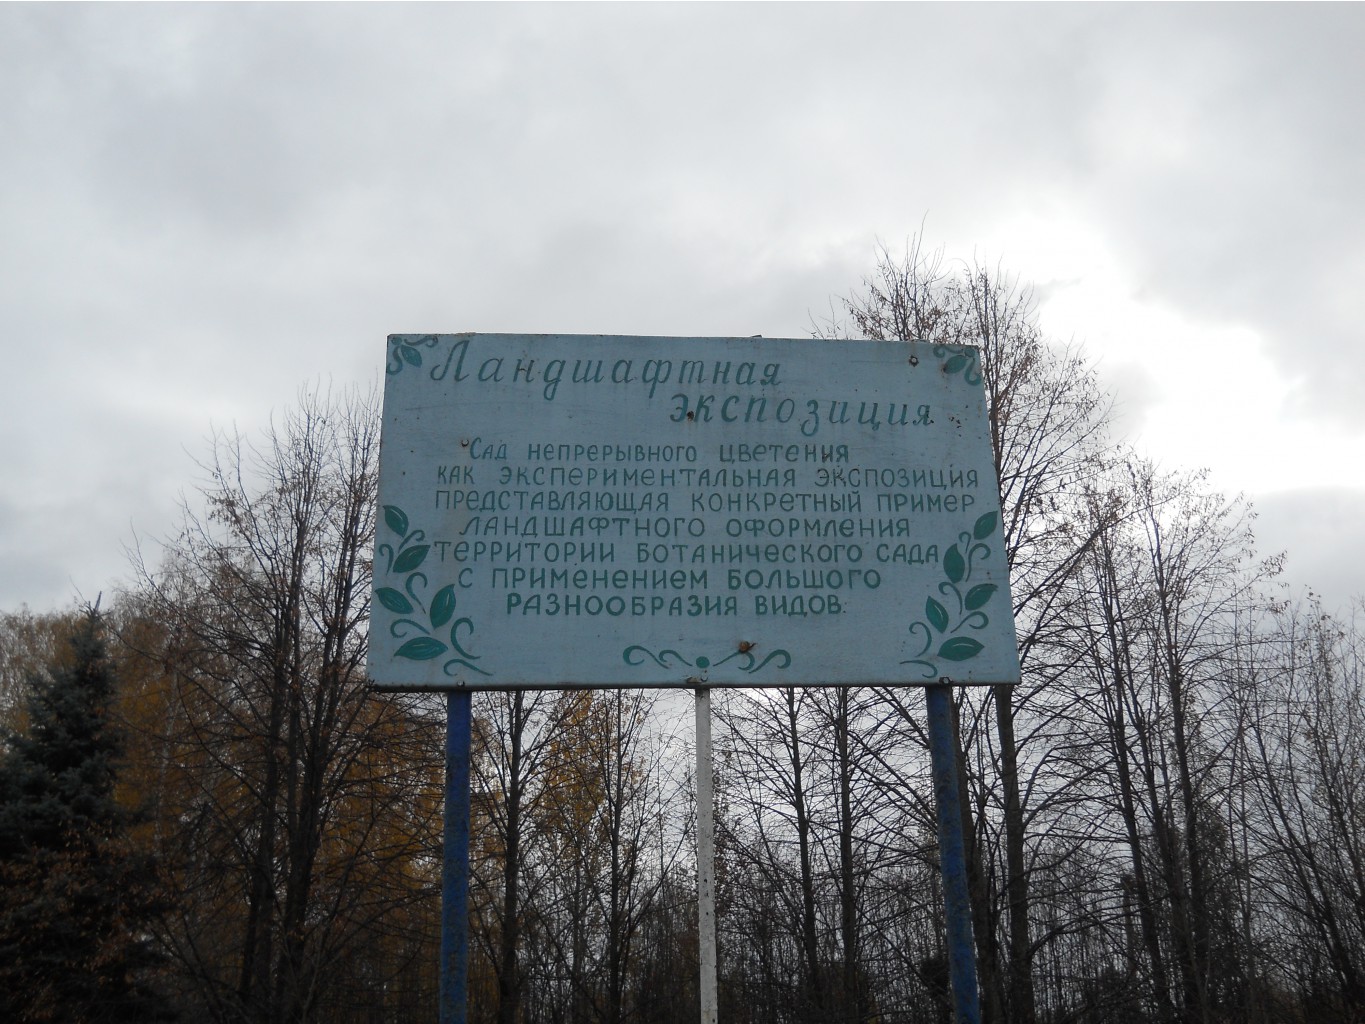 Ландшафтная
экспозиция
Сад непрерывного цветения
как экспериментальная экспозиция
представляющая конкретный пример
ландшафтного оформления
территории ботанического сада
с применением большого
разнообразия видов.